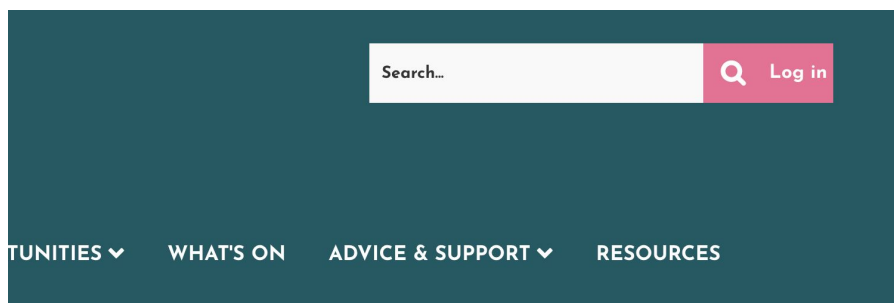 Search...
Log in
TUNITIES WHAT'S ON ADVICE & SUPPORT RESOURCES